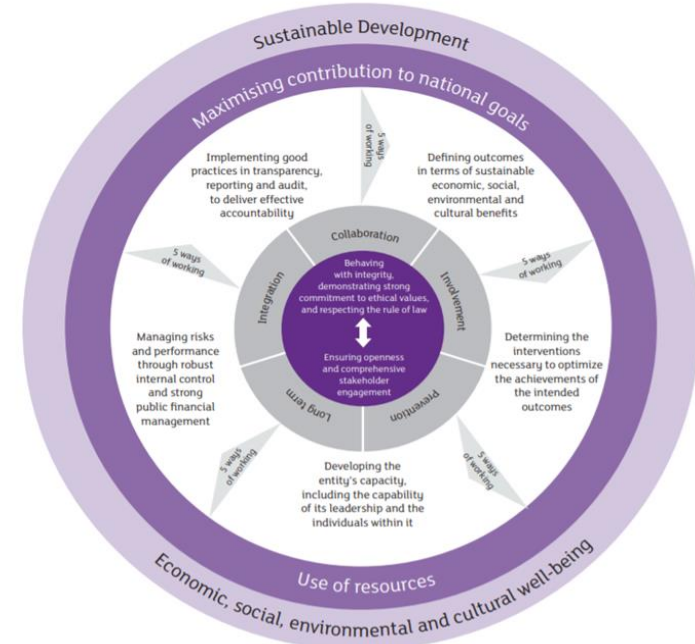 Sustainable Development
Maximising contribution to national goals
5 ways
of working
Implementing good
practices in transparency,
reporting and audit,
to deliver effective
accountability
Defining outcomes
in terms of sustainable
economic, social,
environmental and
cultural benefits
Collaboration
5 ways
of working
5 ways
of working
Integration
Involvement
Behaving
with integrity,
demonstrating strong
commitment to ethical values,
and respecting the rule of law
Ensuring openness
and comprehensive
stakeholder
engagement
Managing risks
and performance
through robust
internal control
and strong
public financial
management
Determining the
interventions
necessary to optimize
the achievements of
the intended
outcomes
Long term
Prevention
5 ways
of working
5 ways
of working
Developing the
entity's capacity,
including the capability
of its leadership and the
individuals within it
Use of resources
Economic, social, environmental and cultural well-being